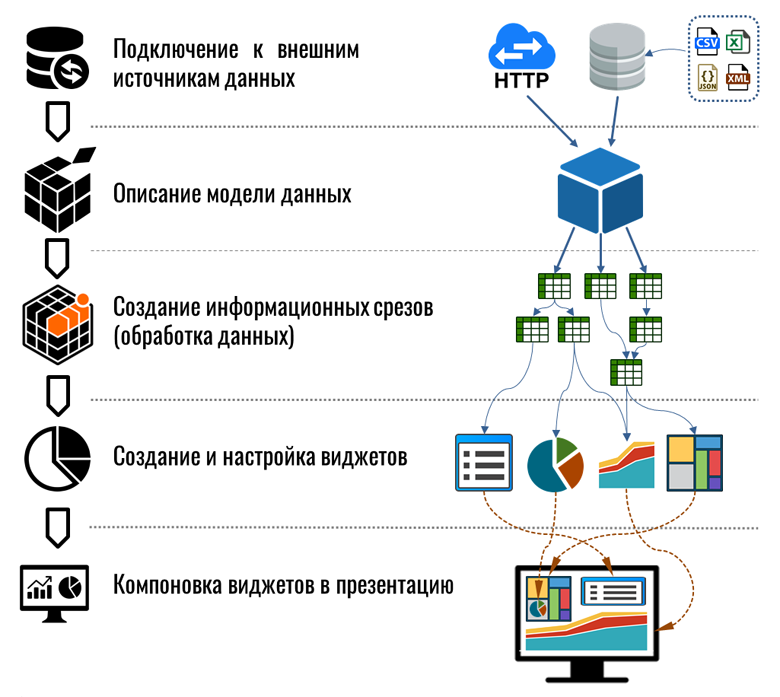 Подключение к внешним
источникам данных
HTTP
CSV
X
{}
JSON
XML
Описание модели данных
Создание информационных срезов
(обработка данных)
Создание и настройка виджетов
Компоновка виджетов в презентацию